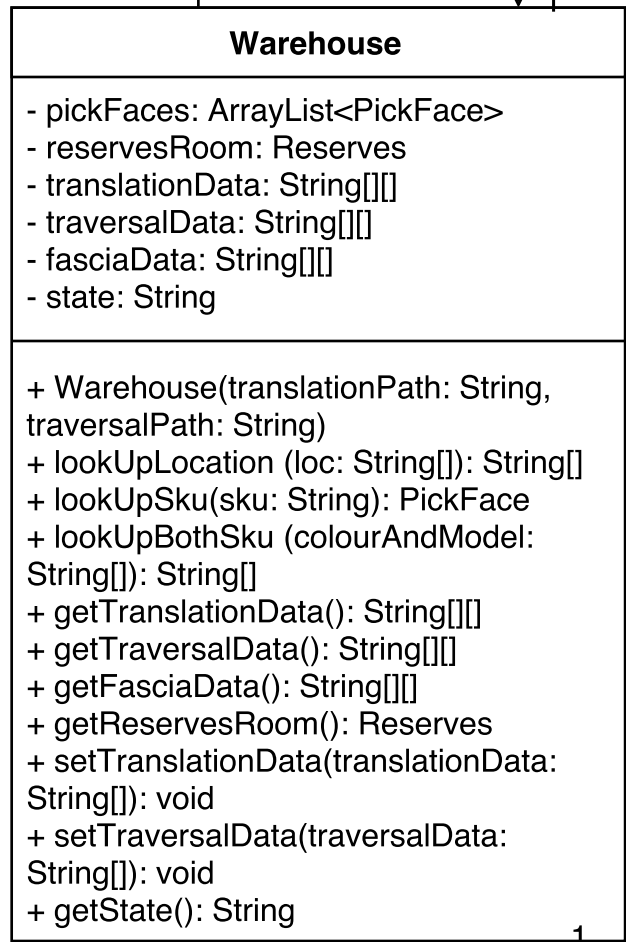 Warehouse
- pickFaces: ArrayList<PickFace>
- reservesRoom: Reserves
- translationData: String[][]
- traversalData: String[][]
- fasciaData: String[][]
- state: String
+ Warehouse(translationPath: String,
traversalPath: String)
+ lookUpLocation (loc: String[]): String[]
+ lookUpSku(sku: String): PickFace
+ lookUpBothSku (colourAndModel:
String[]): String[]
+ getTranslationData(): String[][]
+ getTraversalData(): String[][]
+ getFasciaData(): String[][]
+ getReservesRoom(): Reserves
+ setTranslationData(translationData:
String[]): void
+ setTraversalData(traversalData:
String[]): void
+ getState(): String
1